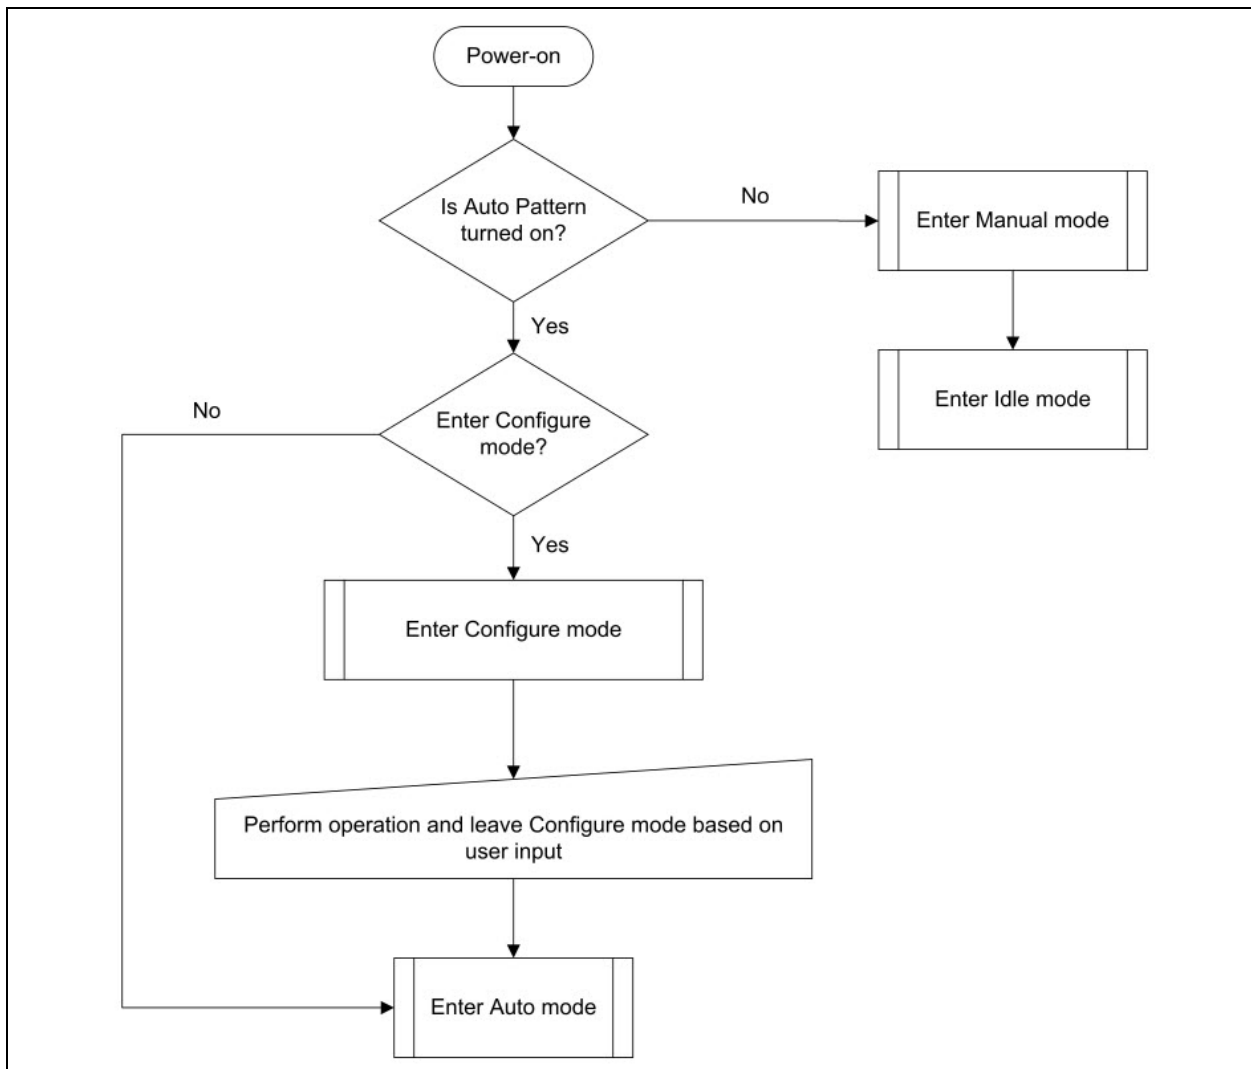 Power-on
Is Auto Pattern
turned on?
No
Enter Manual mode
Yes
Enter Idle mode
No
Enter Configure
mode?
Yes
Enter Configure mode
Perform operation and leave Configure mode based on
user input
Enter Auto mode